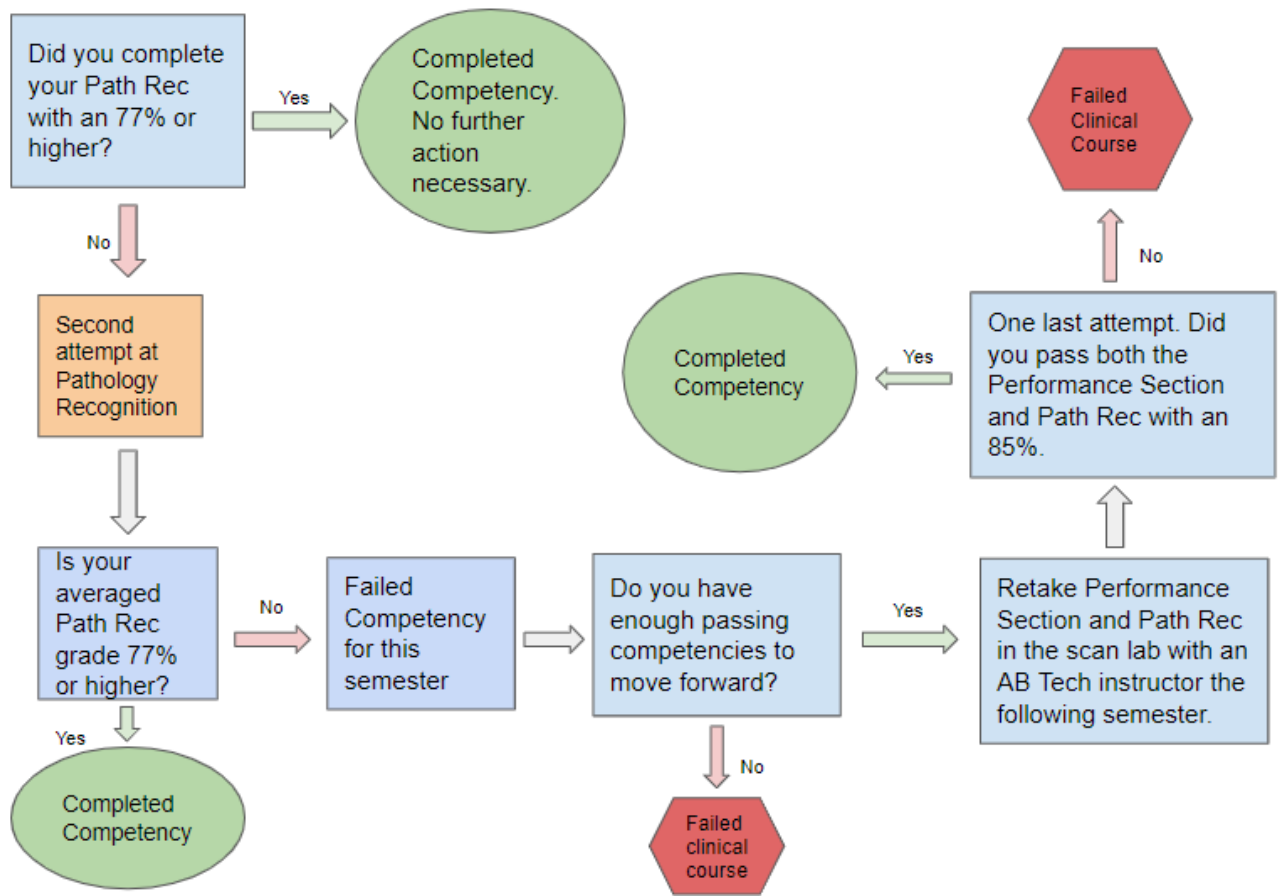 Did you complete
your Path Rec
with an 77% or
higher?
Yes
Completed
Competency.
No further
action
necessary.
No
Second
attempt at
Pathology
Recognition
Is your
averaged
Path Rec
grade 77%
or higher?
Yes
Completed
Competency
No
Failed
Competency
for this
semester
Do you have
enough passing
competencies to
move forward?
No
Failed
clinical
course
Yes
Retake Performance
Section and Path Rec
in the scan lab with an
AB Tech instructor the
following semester.
One last attempt. Did
you pass both the
Performance Section
and Path Rec with an
85%.
Yes
Completed
Competency
No
Failed
Clinical
Course